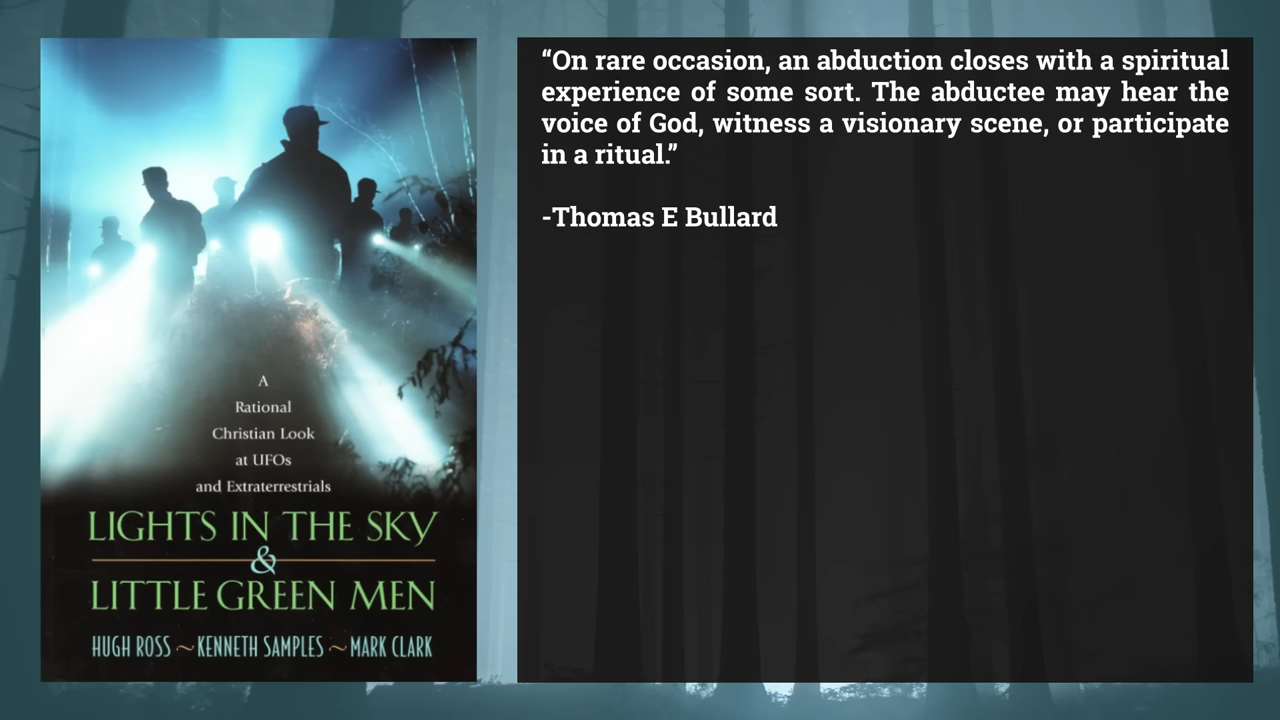 A
Rational
Christian Look
at UFOs
and Extraterrestrials
LIGHTS IN THE SKY
&
LITTLE GREEN MEN
HUGH ROSS ~ KENNETH SAMPLES ~ MARK CLARK
“On rare occasion, an abduction closes with a spiritual
experience of some sort. The abductee may hear the
voice of God, witness a visionary scene, or participate
in a ritual.”
-Thomas E Bullard